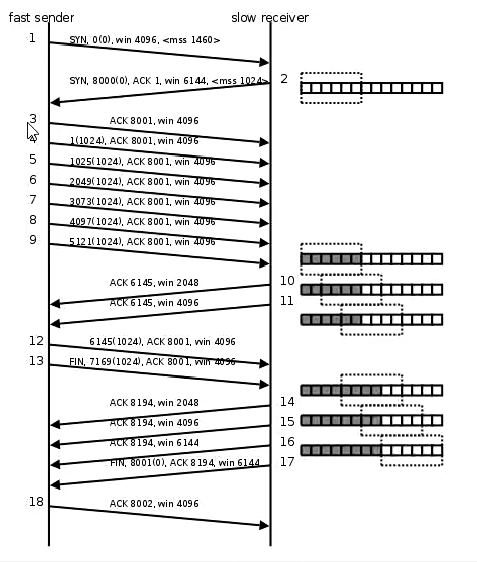 fast sender
slow receiver
1
SYN, 0(0), win 4096, <mss 1460>
SYN, 8000(0), ACK 1, win 6144, <mss 1024>
2
3
ACK 8001, win 4096
4
1(1024), ACK 8001, win 4096
5
1025(1024), ACK 8001, win 4096
6
2049(1024), ACK 8001, win 4096
7
3073(1024), ACK 8001, win 4096
8
4097(1024), ACK 8001, win 4096
9
5121(1024), ACK 8001, win 4096
10
ACK 6145, win 2048
11
ACK 6145, win 4096
12
6145(1024), ACK 8001, win 4096
13
FIN, 7169(1024), ACK 8001, win 4096
14
ACK 8194, win 2048
15
ACK 8194, win 4096
16
ACK 8194, win 6144
17
FIN, 8001(0), ACK 8194, win 6144
18
ACK 8002, win 4096